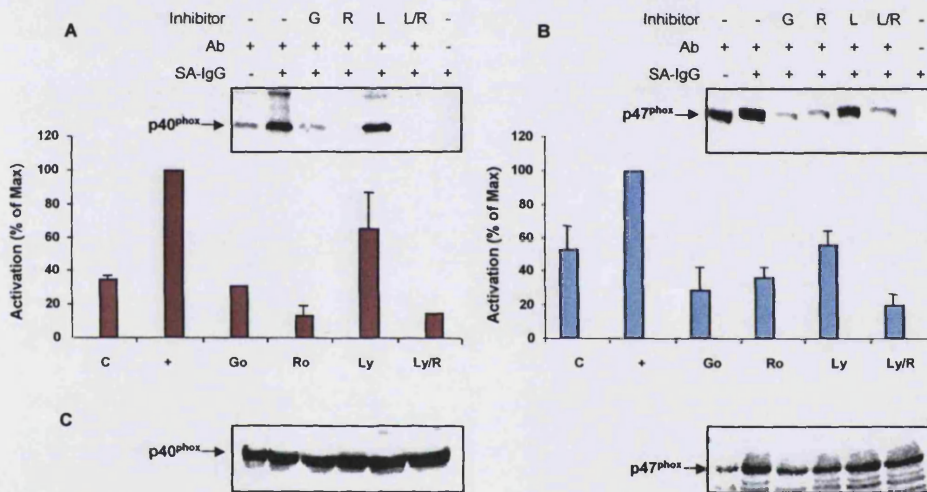 A
Inhibitor - - G R L L/R -
Ab + + + + + + -
SA-IgG - + + + + + +
p40phox
120
100
80
60
40
20
0
Activation (% of Max)
C + Go Ro Ly Ly/R
B
Inhibitor - - G R L L/R -
Ab + + + + + + -
SA-IgG - + + + + + +
p47phox
120
100
80
60
40
20
0
Activation (% of Max)
C + Go Ro Ly Ly/R
C
p40phox
p47phox